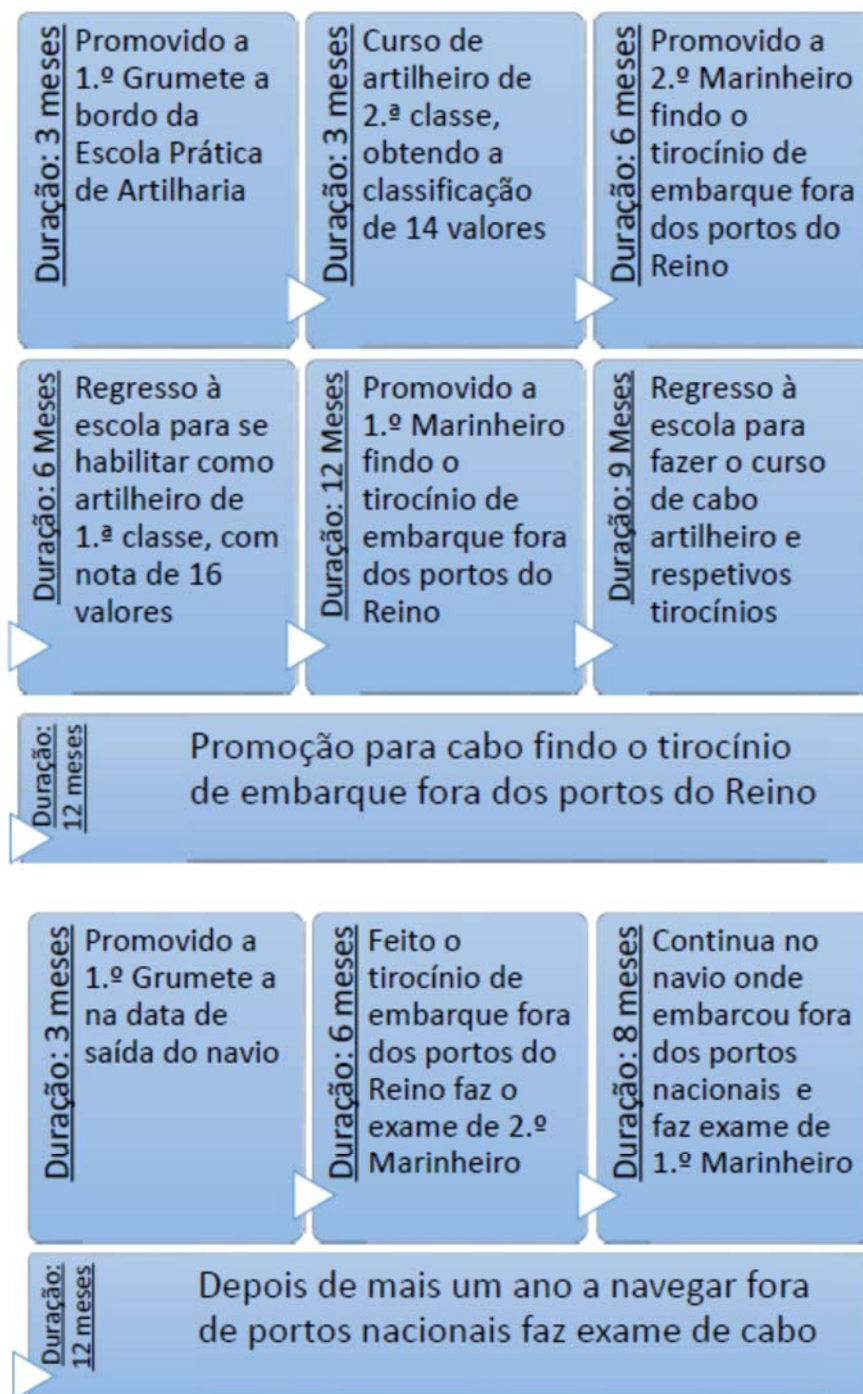 Duração: 3 meses
Promovido a
1.º Grumete a
bordo da
Escola Prática
de Artilharia
Duração: 3 meses
Curso de
artilheiro de
2.ª classe,
obtendo a
classificação
de 14 valores
Duração: 6 meses
Promovido a
2.º Marinheiro
findo o
tirocínio de
embarque fora
dos portos do
Reino
Duração: 6 Meses
Regresso à
escola para se
habilitar como
artilheiro de
1.ª classe, com
nota de 16
valores
Duração: 12 Meses
Promovido a
1.º Marinheiro
findo o
tirocínio de
embarque fora
dos portos do
Reino
Duração: 9 Meses
Regresso à
escola para
fazer o curso
de cabo
artilheiro e
respetivos
tirocínios
Duração:
12 meses
Promoção para cabo findo o tirocínio
de embarque fora dos portos do Reino
Duração: 3 meses
Promovido a
1.º Grumete a
na data de
saída do navio
Duração: 6 meses
Feito o
tirocínio de
embarque fora
dos portos do
Reino faz o
exame de 2.º
Marinheiro
Duração: 8 meses
Continua no
navio onde
embarcou fora
dos portos
nacionais e
faz exame de
1.º Marinheiro
Duração:
12 meses
Depois de mais um ano a navegar fora
de portos nacionais faz exame de cabo